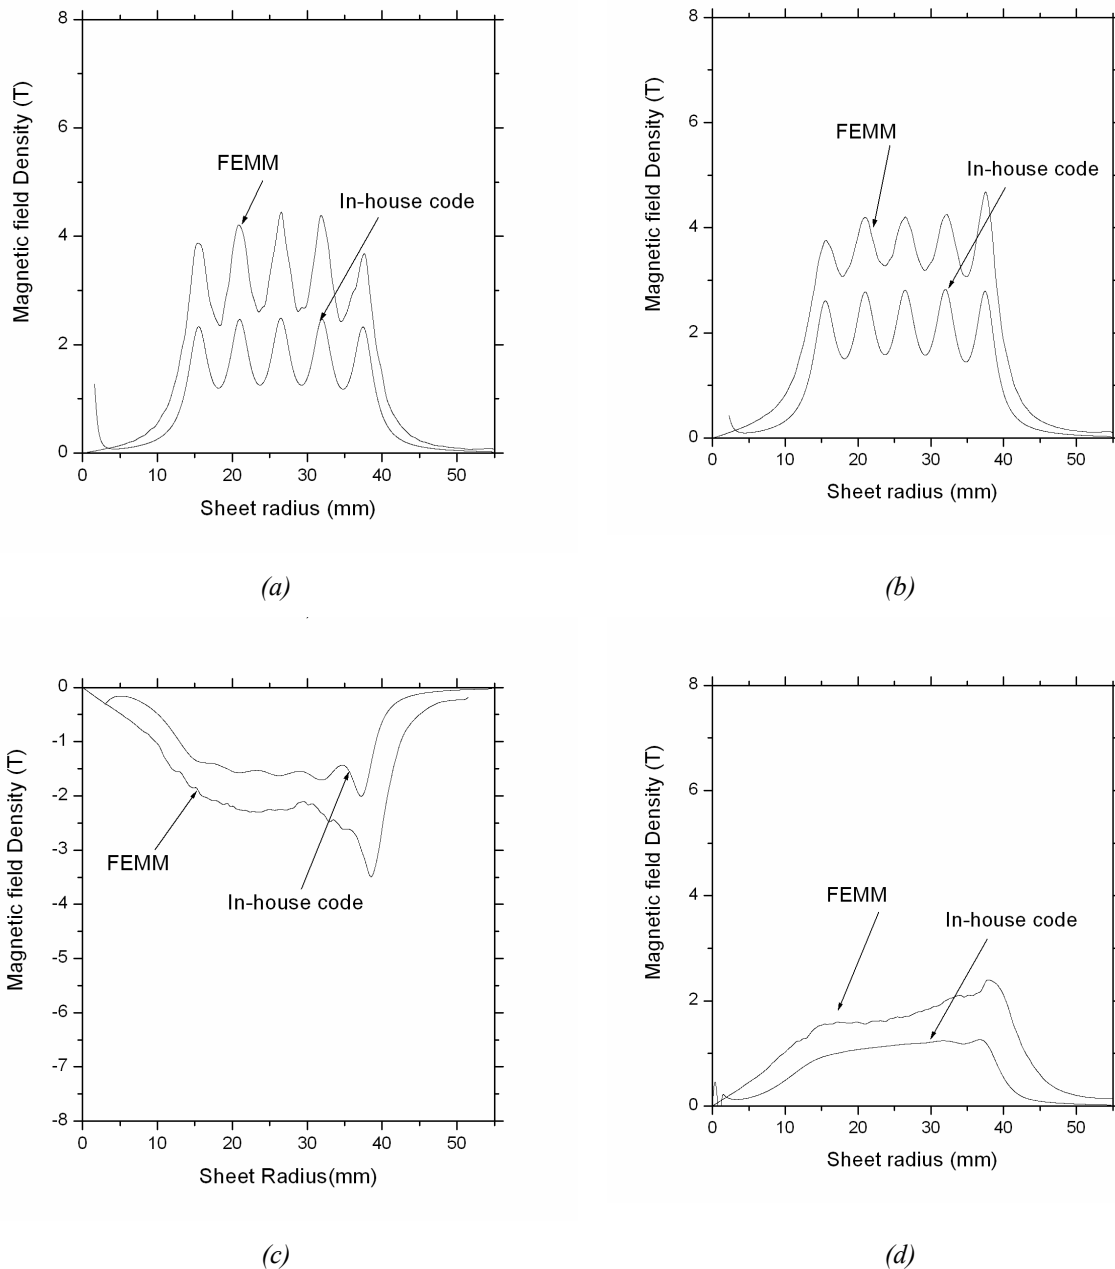 8
6
4
2
0
Magnetic field Density (T)
FEMM
In-house code
0 10 20 30 40 50
Sheet radius (mm)
(a)
8
6
4
2
0
Magnetic field Density (T)
FEMM
In-house code
0 10 20 30 40 50
Sheet radius (mm)
(b)
0
-1
-2
-3
-4
-5
-6
-7
-8
Magnetic field Density (T)
FEMM
In-house code
0 10 20 30 40 50
Sheet Radius(mm)
(c)
8
6
4
2
0
Magnetic field Density (T)
FEMM
In-house code
0 10 20 30 40 50
Sheet radius (mm)
(d)